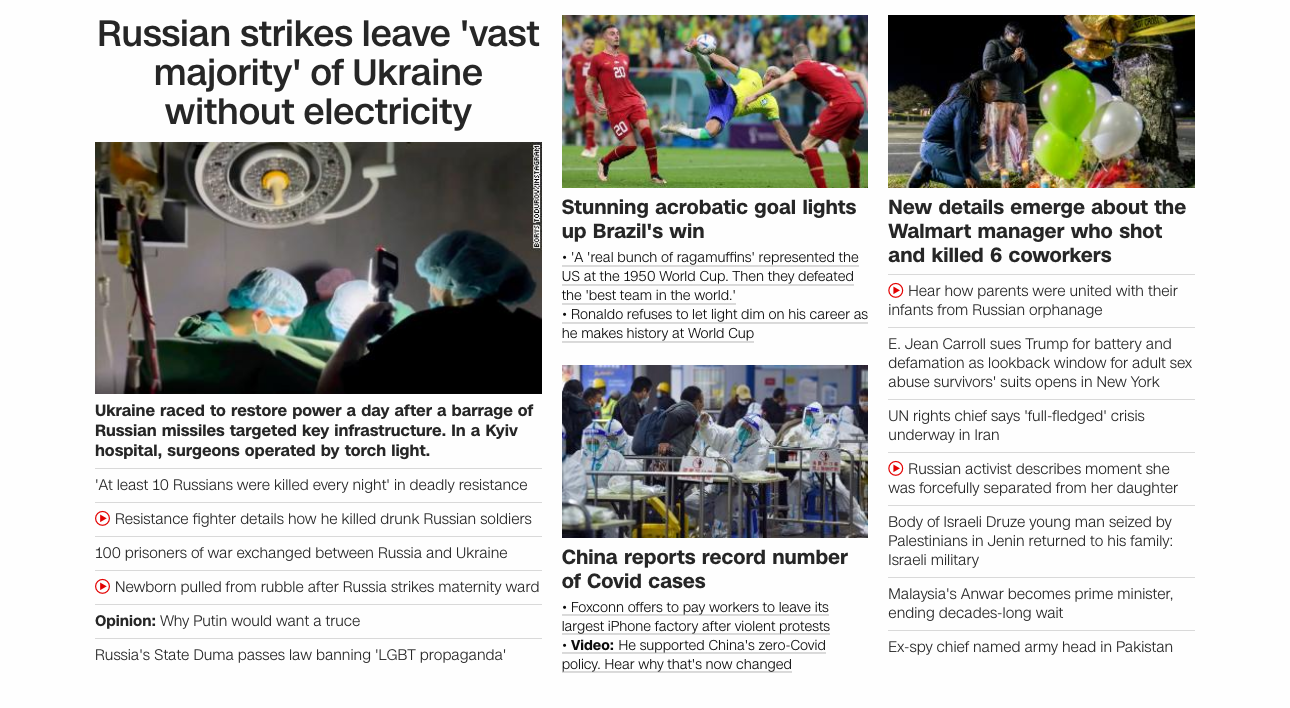 Russian strikes leave 'vast
majority' of Ukraine
without electricity
BORYS TODUROV/INSTAGRAM
Ukraine raced to restore power a day after a barrage of
Russian missiles targeted key infrastructure. In a Kyiv
hospital, surgeons operated by torch light.
'At least 10 Russians were killed every night' in deadly resistance
Resistance fighter details how he killed drunk Russian soldiers
100 prisoners of war exchanged between Russia and Ukraine
Newborn pulled from rubble after Russia strikes maternity ward
Opinion: Why Putin would want a truce
Russia's State Duma passes law banning 'LGBT propaganda'
20
20
2
Stunning acrobatic goal lights
up Brazil's win
• 'A 'real bunch of ragamuffins' represented the
US at the 1950 World Cup. Then they defeated
the 'best team in the world.'
• Ronaldo refuses to let light dim on his career as
he makes history at World Cup
China reports record number
of Covid cases
• Foxconn offers to pay workers to leave its
largest iPhone factory after violent protests
• Video: He supported China's zero-Covid
policy. Hear why that's now changed
New details emerge about the
Walmart manager who shot
and killed 6 coworkers
Hear how parents were united with their
infants from Russian orphanage
E. Jean Carroll sues Trump for battery and
defamation as lookback window for adult sex
abuse survivors' suits opens in New York
UN rights chief says 'full-fledged' crisis
underway in Iran
Russian activist describes moment she
was forcefully separated from her daughter
Body of Israeli Druze young man seized by
Palestinians in Jenin returned to his family:
Israeli military
Malaysia's Anwar becomes prime minister,
ending decades-long wait
Ex-spy chief named army head in Pakistan